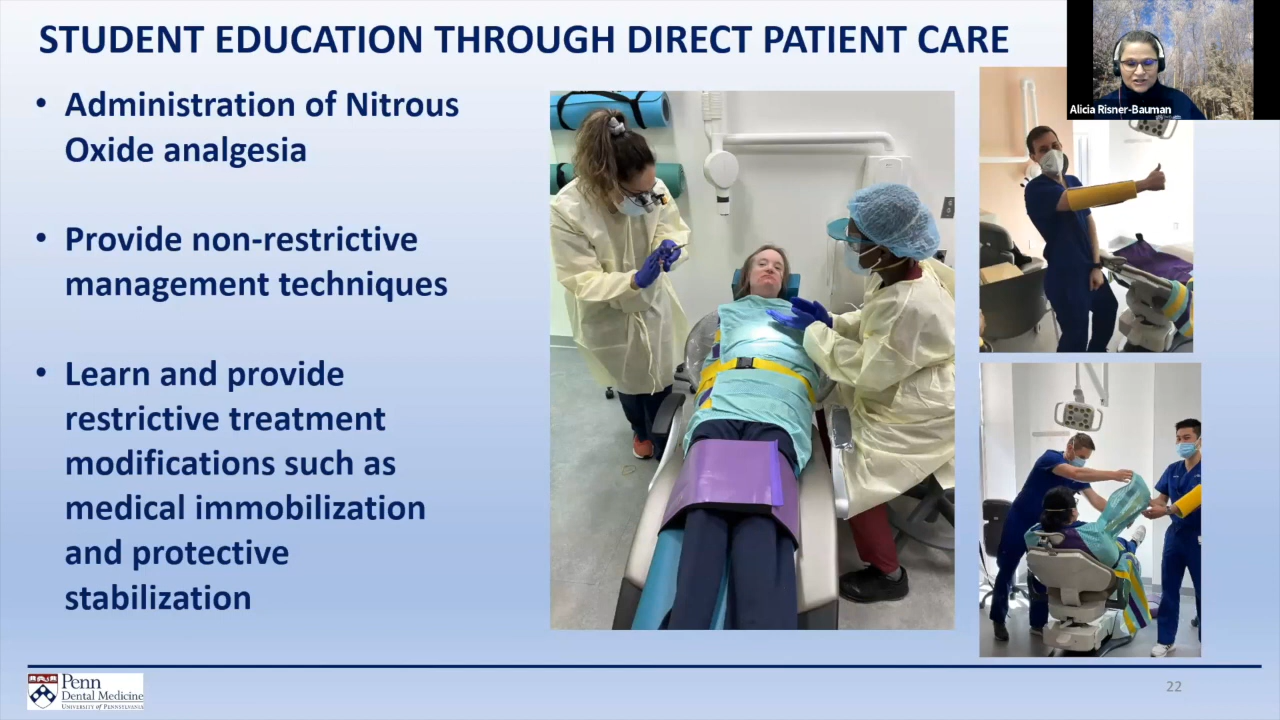 STUDENT EDUCATION THROUGH DIRECT PATIENT CARE
Alicia Risner-Bauman
• Administration of Nitrous
Oxide analgesia
• Provide non-restrictive
management techniques
• Learn and provide
restrictive treatment
modifications such as
medical immobilization
and protective
stabilization
Penn
Dental Medicine
UNIVERSITY OF PENNSYLVANIA
22